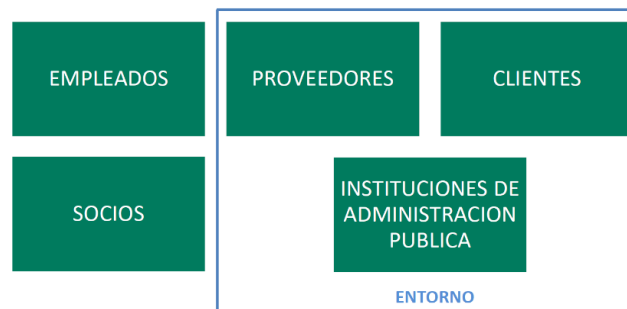 EMPLEADOS
PROVEEDORES
CLIENTES
SOCIOS
INSTITUCIONES DE
ADMINISTRACION
PUBLICA
ENTORNO